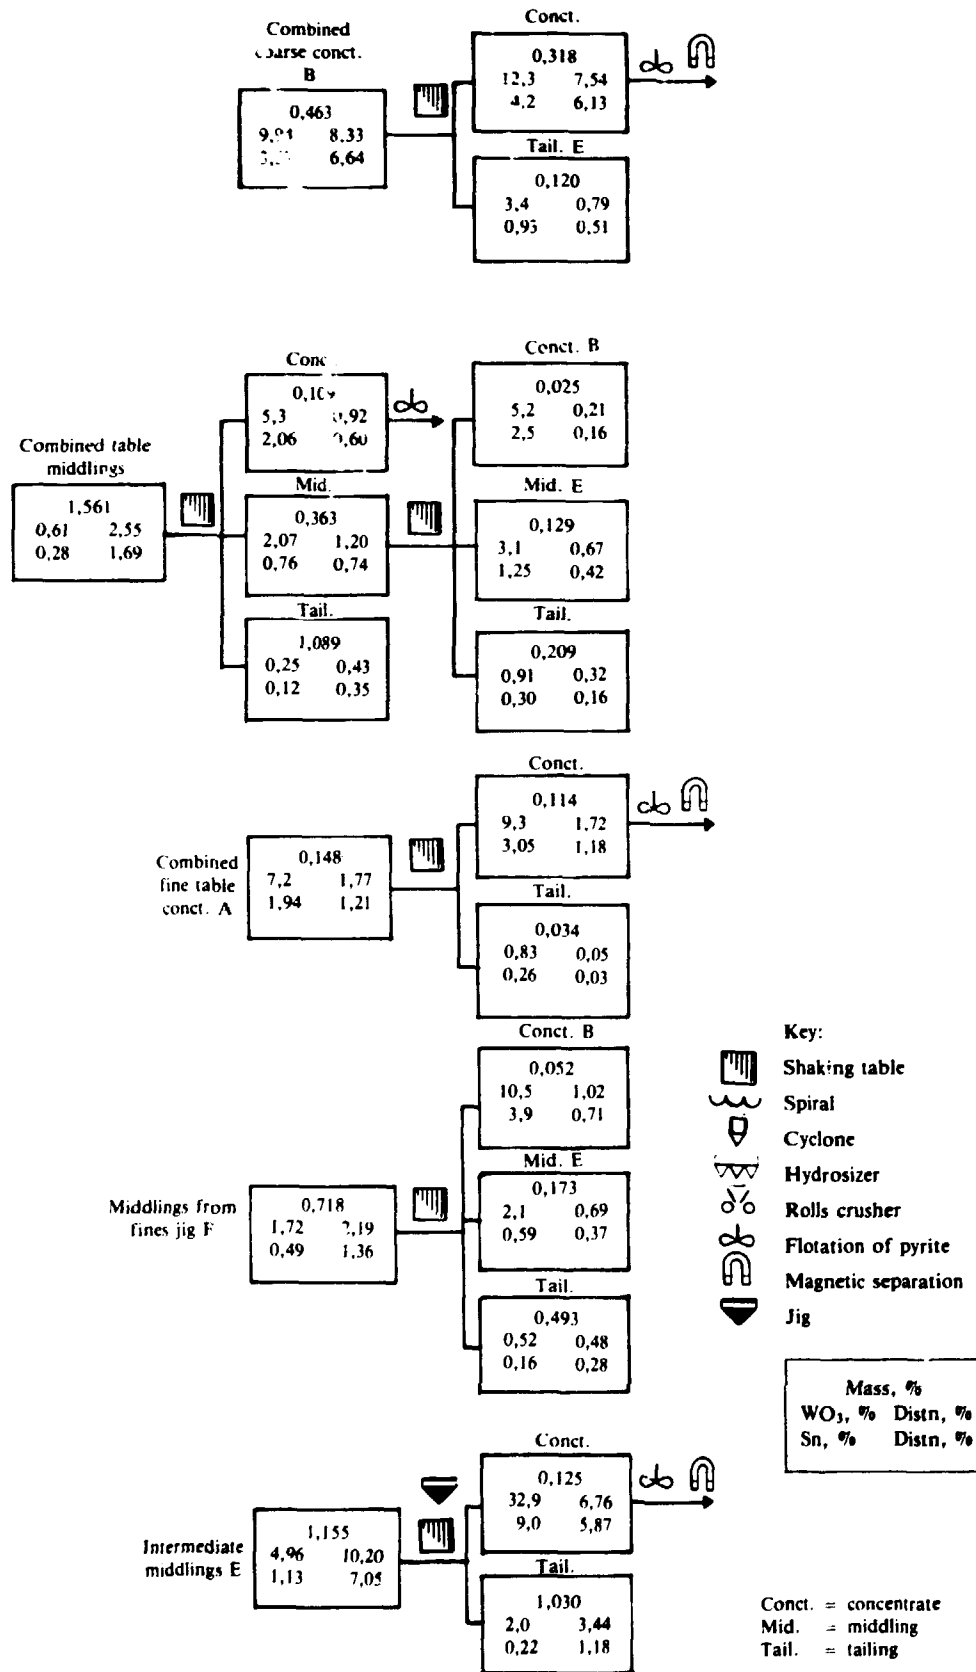 Combined
coarse conct.
B
0,463
8,33
6,64
Conct.
0,318
12,3 7,54
4,2 6,13
Tail. E
0,120
3,4 0,79
0,93 0,51
Combined table
middlings
1,561
0,61 2,55
0,28 1,69
Conc
5,3 0,92
2,06 0,60
Mid.
0,363
2,07 1,20
0,76 0,74
Tail.
1,089
0,25 0,43
0,12 0,35
Conct. B
0,025
5,2 0,21
2,5 0,16
Mid. E
0,129
3,1 0,67
1,25 0,42
Tail.
0,209
0,91 0,32
0,30 0,16
Combined
fine table
conct. A
0,148
7,2 1,77
1,94 1,21
Conct.
0,114
9,3 1,72
3,05 1,18
Tail.
0,034
0,83 0,05
0,26 0,03
Middlings from
fines jig F
0,718
1,72 2,19
0,49 1,36
Conct. B
0,052
10,5 1,02
3,9 0,71
Mid. E
0,173
2,1 0,69
0,59 0,37
Tail.
0,493
0,52 0,48
0,16 0,28
Intermediate
middlings E
1,155
4,96 10,20
1,13 7,05
Conct.
0,125
32,9 6,76
9,0 5,87
Tail.
1,030
2,0 3,44
0,22 1,18
Key:
Shaking table
Spiral
Cyclone
Hydrosizer
Rolls crusher
Flotation of pyrite
Magnetic separation
Jig
Mass, %
WO₃, % Distn, %
Sn, % Distn, %
Conct. = concentrate
Mid. = middling
Tail. = tailing